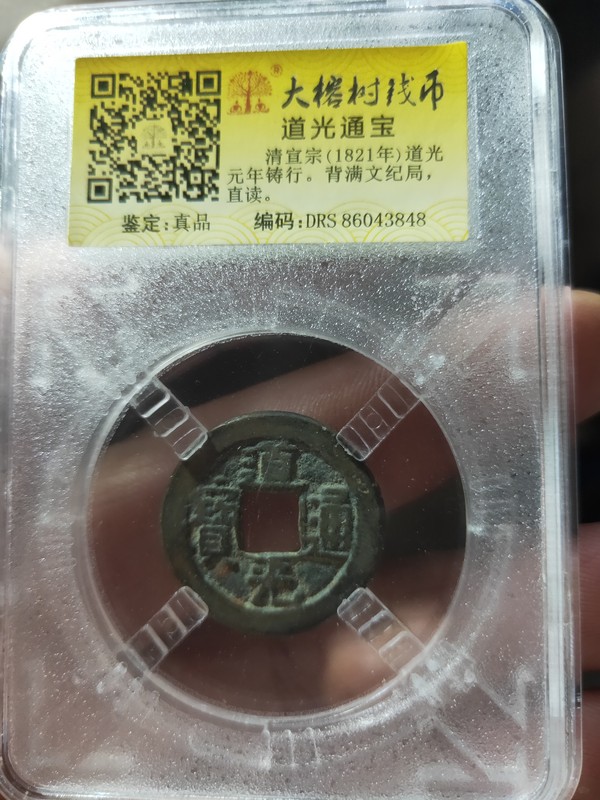 大榕树钱币
道光通宝
清宣宗(1821年)道光
元年铸行。背满文纪局，
直读。
鉴定:真品 编码:DRS 86043848
道光通寶